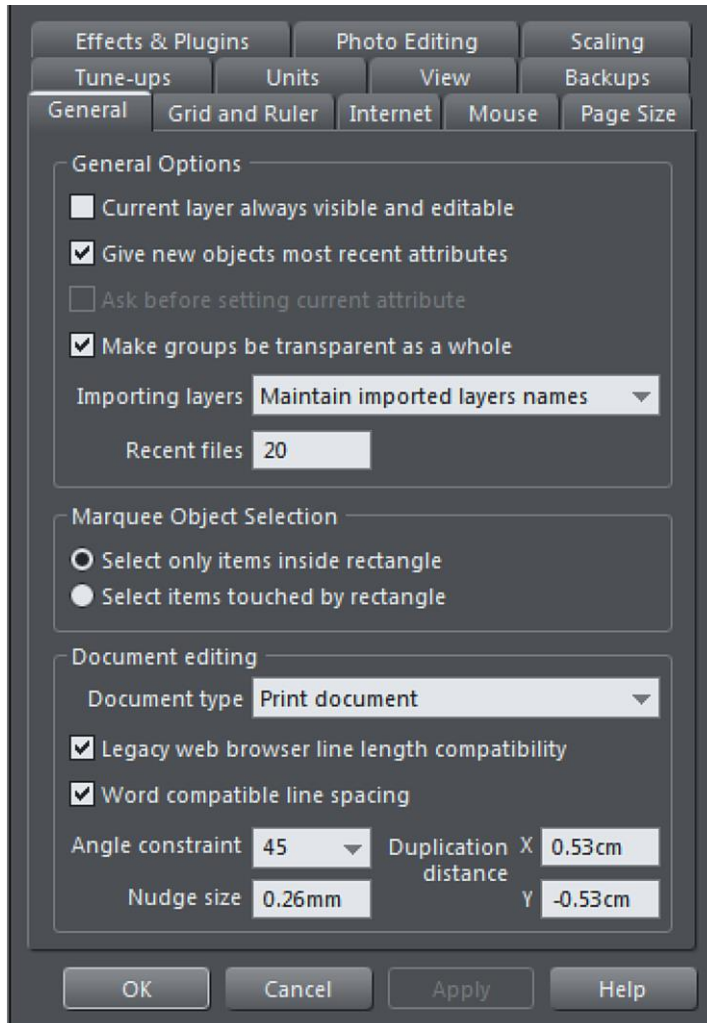 Effects & Plugins Photo Editing Scaling
Tune-ups Units View Backups
General Grid and Ruler Internet Mouse Page Size
General Options
Current layer always visible and editable
Give new objects most recent attributes
Ask before setting current attribute
Make groups be transparent as a whole
Importing layers Maintain imported layers names
Recent files 20
Marquee Object Selection
Select only items inside rectangle
Select items touched by rectangle
Document editing
Document type Print document
Legacy web browser line length compatibility
Word compatible line spacing
Angle constraint 45 Duplication X 0.53cm
distance
Nudge size 0.26mm Y -0.53cm
OK Cancel Apply Help